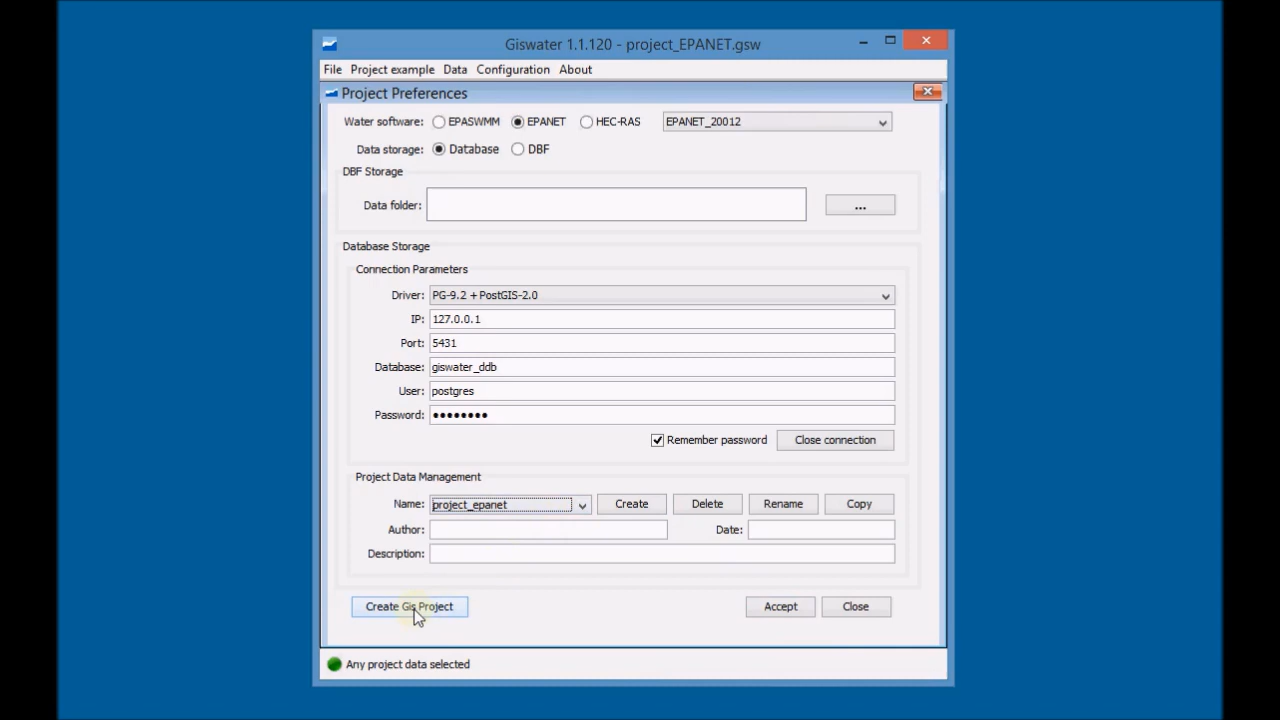 Giswater 1.1.120 - project_EPANET.gsw
File Project example Data Configuration About
Project Preferences
Water software: EPASWMM EPANET HEC-RAS EPANET_20012
Data storage: Database DBF
DBF Storage
Data folder: ...
Database Storage
Connection Parameters
Driver: PG-9.2 + PostGIS-2.0
IP: 127.0.0.1
Port: 5431
Database: giswater_ddb
User: postgres
Password: ●●●●●●●●
Remember password Close connection
Project Data Management
Name: project_epanet Create Delete Rename Copy
Author: Date:
Description:
Create Gis Project Accept Close
Any project data selected